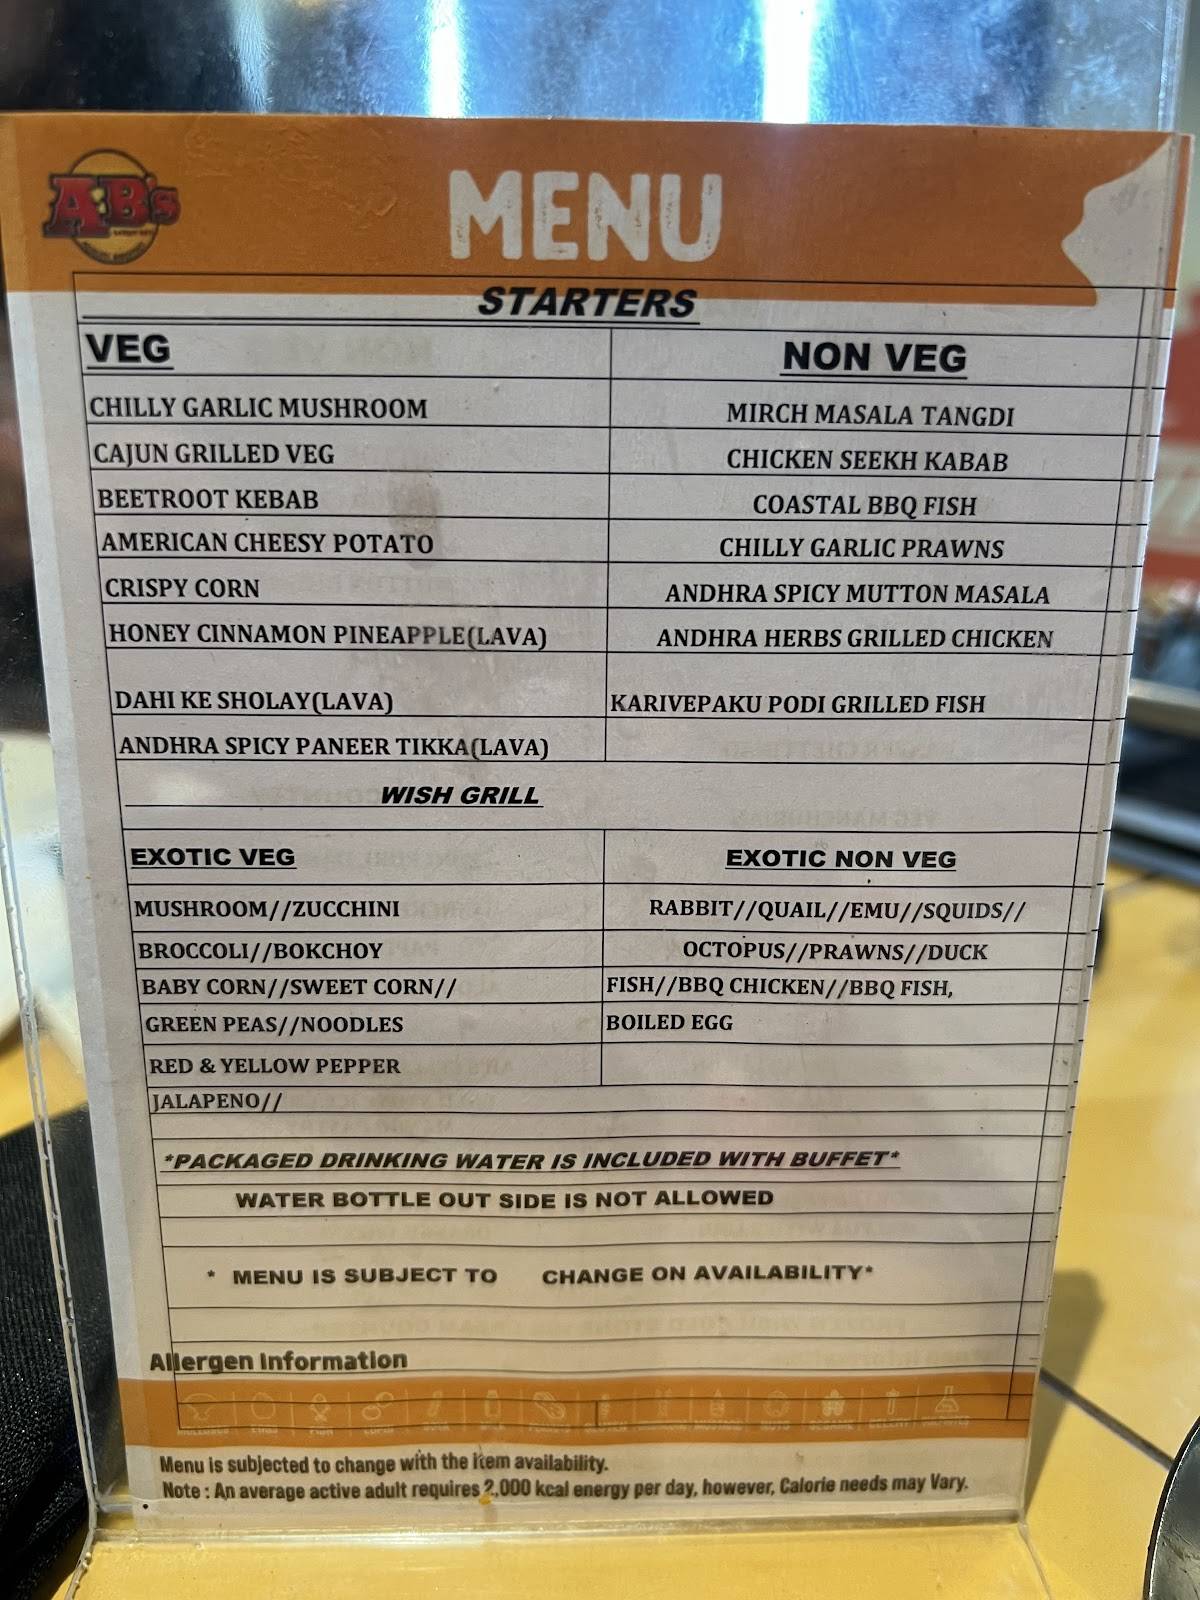 AB's
MENU
STARTERS
VEG
NON VEG
CHILLY GARLIC MUSHROOM
MIRCH MASALA TANGDI
CAJUN GRILLED VEG
CHICKEN SEEKH KABAB
BEETROOT KEBAB
COASTAL BBQ FISH
AMERICAN CHEESY POTATO
CHILLY GARLIC PRAWNS
CRISPY CORN
ANDHRA SPICY MUTTON MASALA
HONEY CINNAMON PINEAPPLE(LAVA)
ANDHRA HERBS GRILLED CHICKEN
DAHI KE SHOLAY(LAVA)
KARIVEPAKU PODI GRILLED FISH
ANDHRA SPICY PANEER TIKKA(LAVA)
WISH GRILL
EXOTIC VEG
EXOTIC NON VEG
MUSHROOM//ZUCCHINI
RABBIT//QUAIL//EMU//SQUIDS//
BROCCOLI//BOKCHOY
OCTOPUS//PRAWNS//DUCK
BABY CORN//SWEET CORN//
FISH//BBQ CHICKEN//BBQ FISH,
GREEN PEAS//NOODLES
BOILED EGG
RED & YELLOW PEPPER
JALAPENO//
*PACKAGED DRINKING WATER IS INCLUDED WITH BUFFET*
WATER BOTTLE OUT SIDE IS NOT ALLOWED
* MENU IS SUBJECT TO CHANGE ON AVAILABILITY*
Allergen Information
Menu is subjected to change with the item availability.
Note : An average active adult requires 2,000 kcal energy per day, however, Calorie needs may Vary.